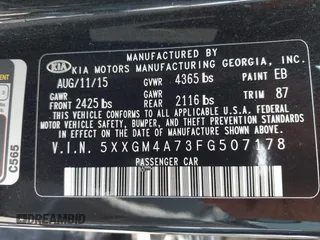 KIA KIA MOTORS MANUFACTURING GEORGIA, INC.
AUG/11/15 GVWR 4365 lbs PAINT EB
GAWR GAWR
FRONT 2425 lbs REAR 2116 lbs TRIM 87
THIS VEHICLE CONFORMS TO ALL APPLICABLE FEDERAL
MOTOR VEHICLE SAFETY, BUMPER, AND THEFT
PREVENTION STANDARDS IN EFFECT ON THE DATE OF
MANUFACTURE SHOWN ABOVE.
V.I.N. 5XXGM4A73FG507178
PASSENGER CAR
C565
DREAMBID